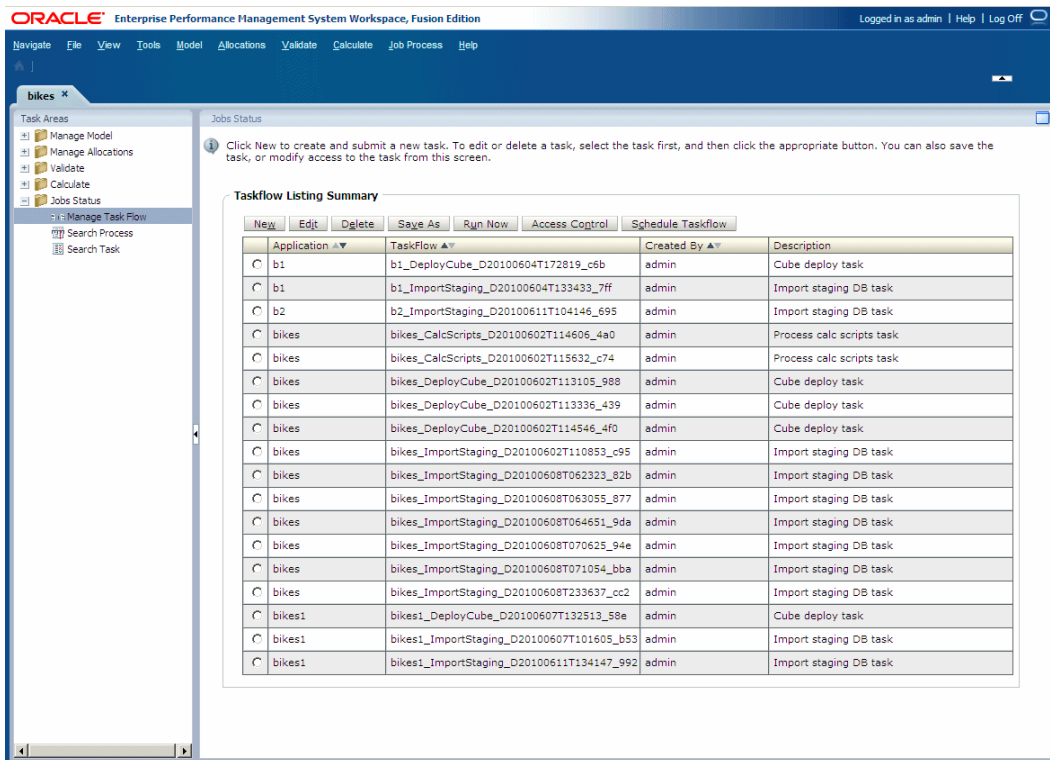 ORACLE Enterprise Performance Management System Workspace, Fusion Edition Logged in as admin | Help | Log Off
Navigate File View Tools Model Allocations Validate Calculate Job Process Help
bikes
Task Areas
Manage Model
Manage Allocations
Validate
Calculate
Jobs Status
Manage Task Flow
Search Process
Search Task
Jobs Status
Click New to create and submit a new task. To edit or delete a task, select the task first, and then click the appropriate button. You can also save the
task, or modify access to the task from this screen.
Taskflow Listing Summary
New Edit Delete Save As Run Now Access Control Schedule Taskflow
Application TaskFlow Created By Description
b1 b1_DeployCube_D20100604T172819_c6b admin Cube deploy task
b1 b1_ImportStaging_D20100604T133433_7ff admin Import staging DB task
b2 b2_ImportStaging_D20100611T104146_695 admin Import staging DB task
bikes bikes_CalcScripts_D20100602T114606_4a0 admin Process calc scripts task
bikes bikes_CalcScripts_D20100602T115632_c74 admin Process calc scripts task
bikes bikes_DeployCube_D20100602T113105_988 admin Cube deploy task
bikes bikes_DeployCube_D20100602T113336_439 admin Cube deploy task
bikes bikes_DeployCube_D20100602T114546_4f0 admin Cube deploy task
bikes bikes_ImportStaging_D20100602T110853_c95 admin Import staging DB task
bikes bikes_ImportStaging_D20100608T062323_82b admin Import staging DB task
bikes bikes_ImportStaging_D20100608T063055_877 admin Import staging DB task
bikes bikes_ImportStaging_D20100608T064651_9da admin Import staging DB task
bikes bikes_ImportStaging_D20100608T070625_94e admin Import staging DB task
bikes bikes_ImportStaging_D20100608T071054_bba admin Import staging DB task
bikes bikes_ImportStaging_D20100608T233637_cc2 admin Import staging DB task
bikes1 bikes1_DeployCube_D20100607T132513_58e admin Cube deploy task
bikes1 bikes1_ImportStaging_D20100607T101605_b53 admin Import staging DB task
bikes1 bikes1_ImportStaging_D20100611T134147_992 admin Import staging DB task